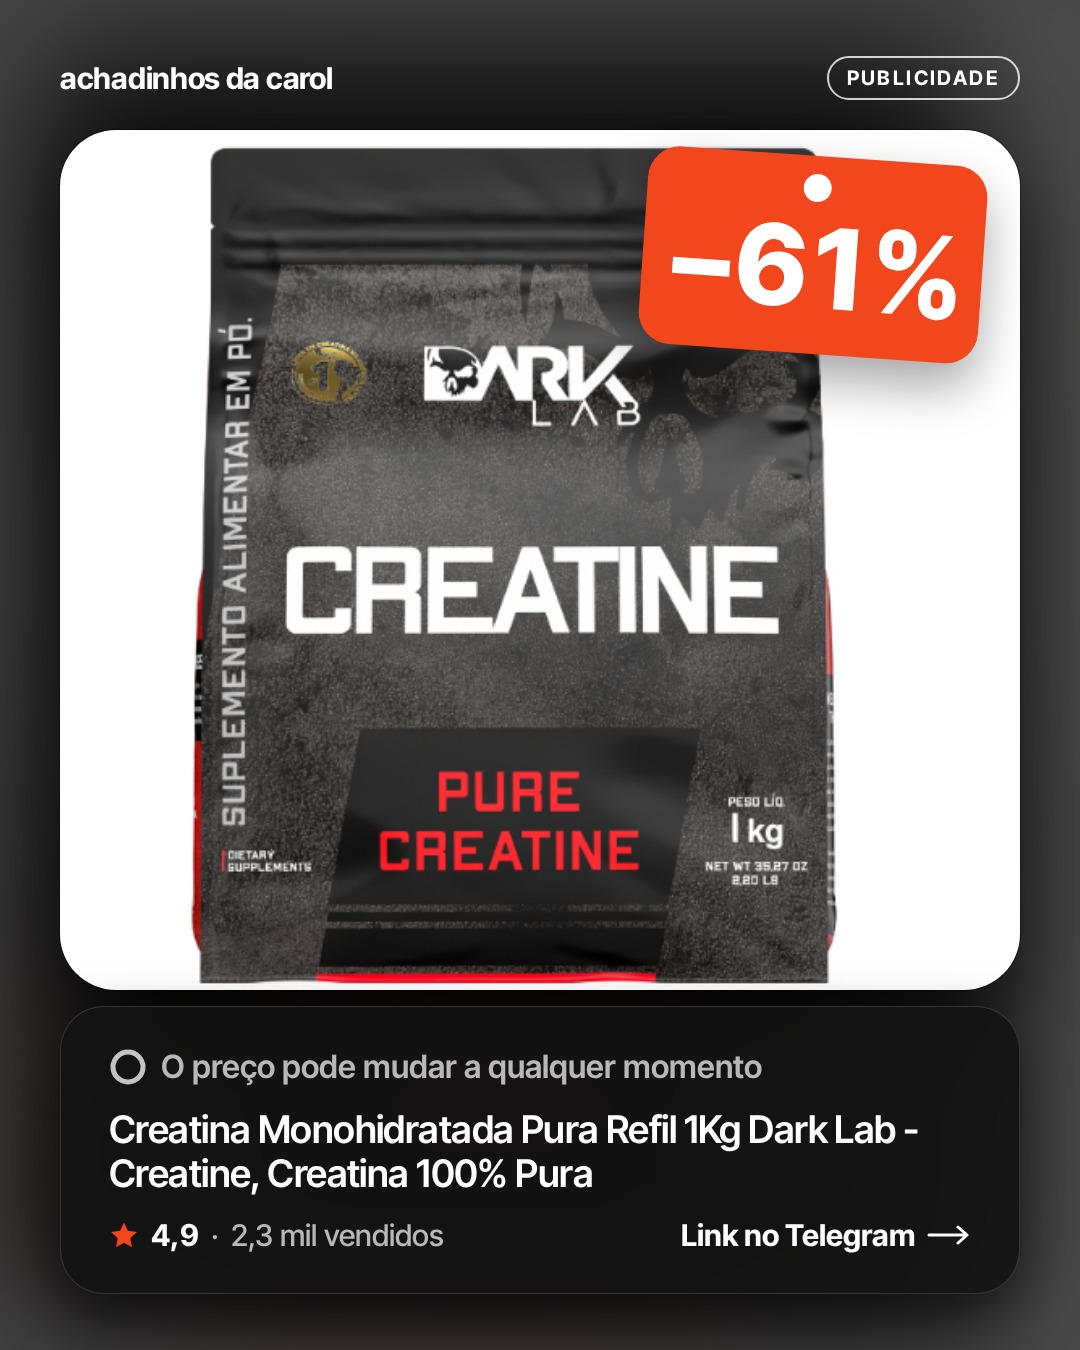 achadinhos da carol
PUBLICIDADE
–61%
DARK
LAB
SUPLEMENTO ALIMENTAR EM PÓ.
CREATINE
PURE
CREATINE
PESO LÍQ.
1 kg
NET WT 35,27 OZ
2,20 LB
DIETARY
SUPPLEMENTS
O preço pode mudar a qualquer momento
Creatina Monohidratada Pura Refil 1Kg Dark Lab -
Creatine, Creatina 100% Pura
4,9 · 2,3 mil vendidos
Link no Telegram →